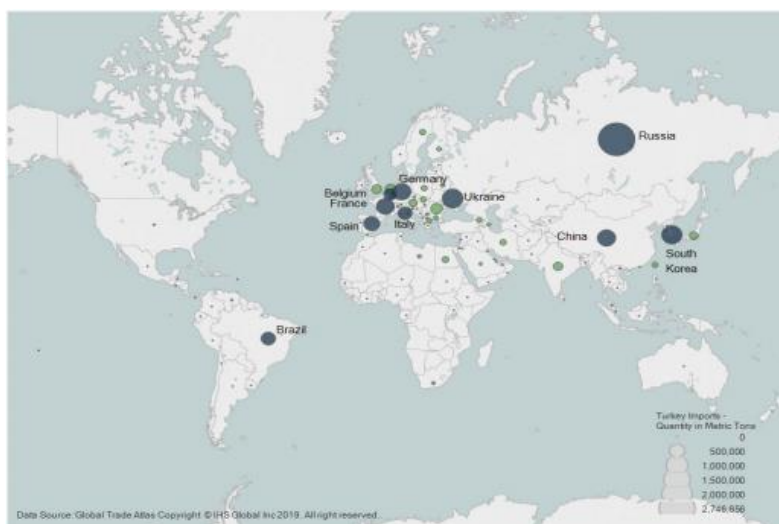 Russia
Germany
Belgium
France
Ukraine
Spain
Italy
China
South
Korea
Brazil
Turkey Imports -
Quantity in Metric Tons
0
500,000
1,000,000
1,500,000
2,000,000
2,746,656
Data Source: Global Trade Atlas Copyright © IHS Global Inc 2019. All right reserved.